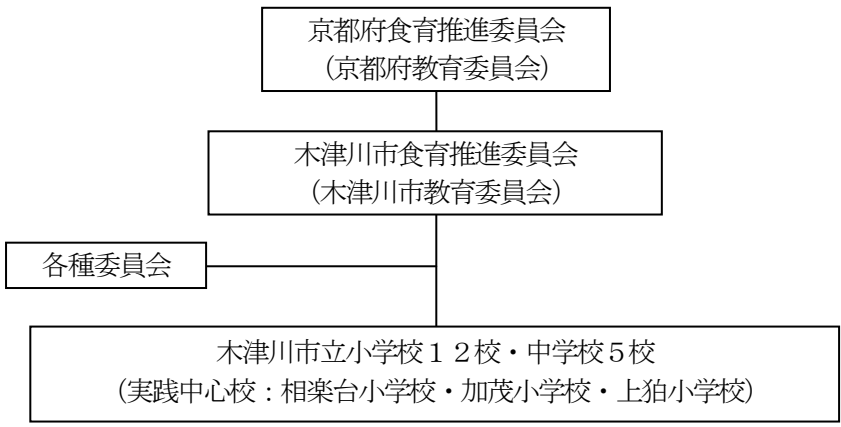 京都府食育推進委員会
（京都府教育委員会）
木津川市食育推進委員会
（木津川市教育委員会）
各種委員会
木津川市立小学校１２校・中学校５校
（実践中心校：相楽台小学校・加茂小学校・上狛小学校）